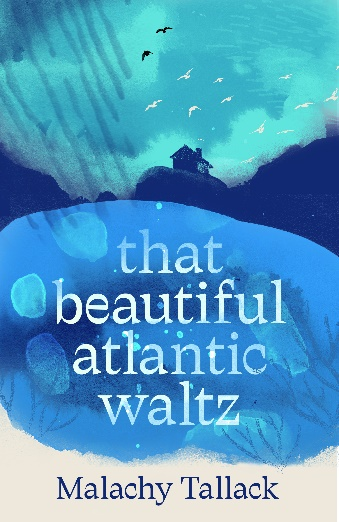 that
beautiful
atlantic
waltz
Malachy Tallack